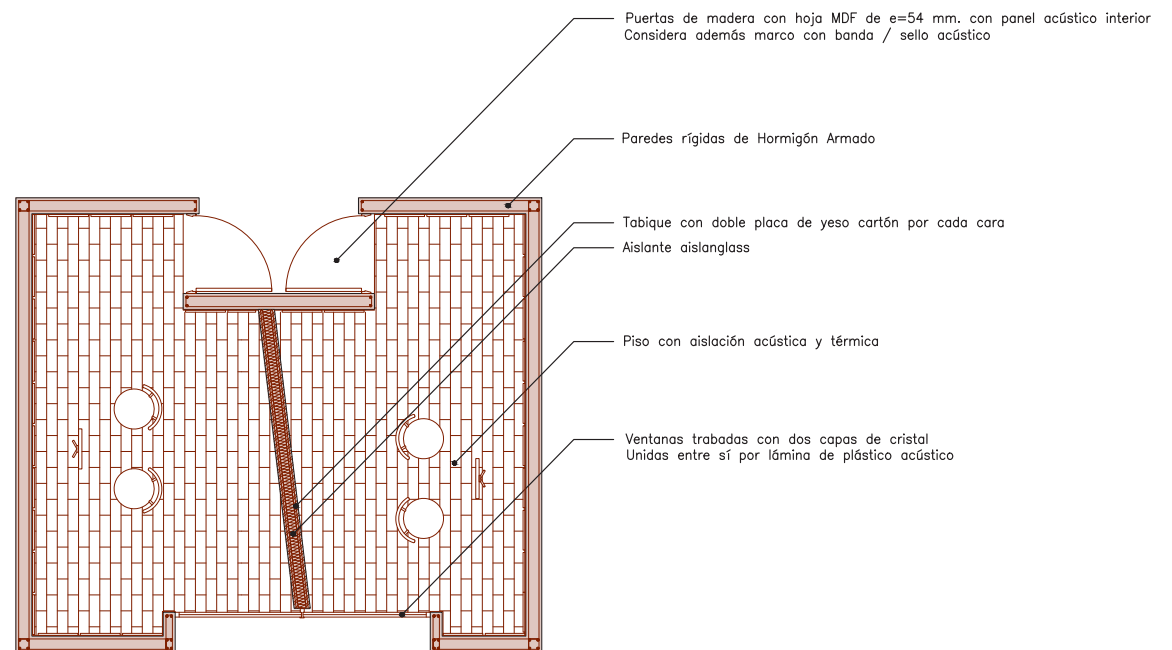 Puertas de madera con hoja MDF de e=54 mm. con panel acústico interior
Considera además marco con banda / sello acústico
Paredes rígidas de Hormigón Armado
Tabique con doble placa de yeso cartón por cada cara
Aislante aislanglass
Piso con aislación acústica y térmica
Ventanas trabadas con dos capas de cristal
Unidas entre sí por lámina de plástico acústico